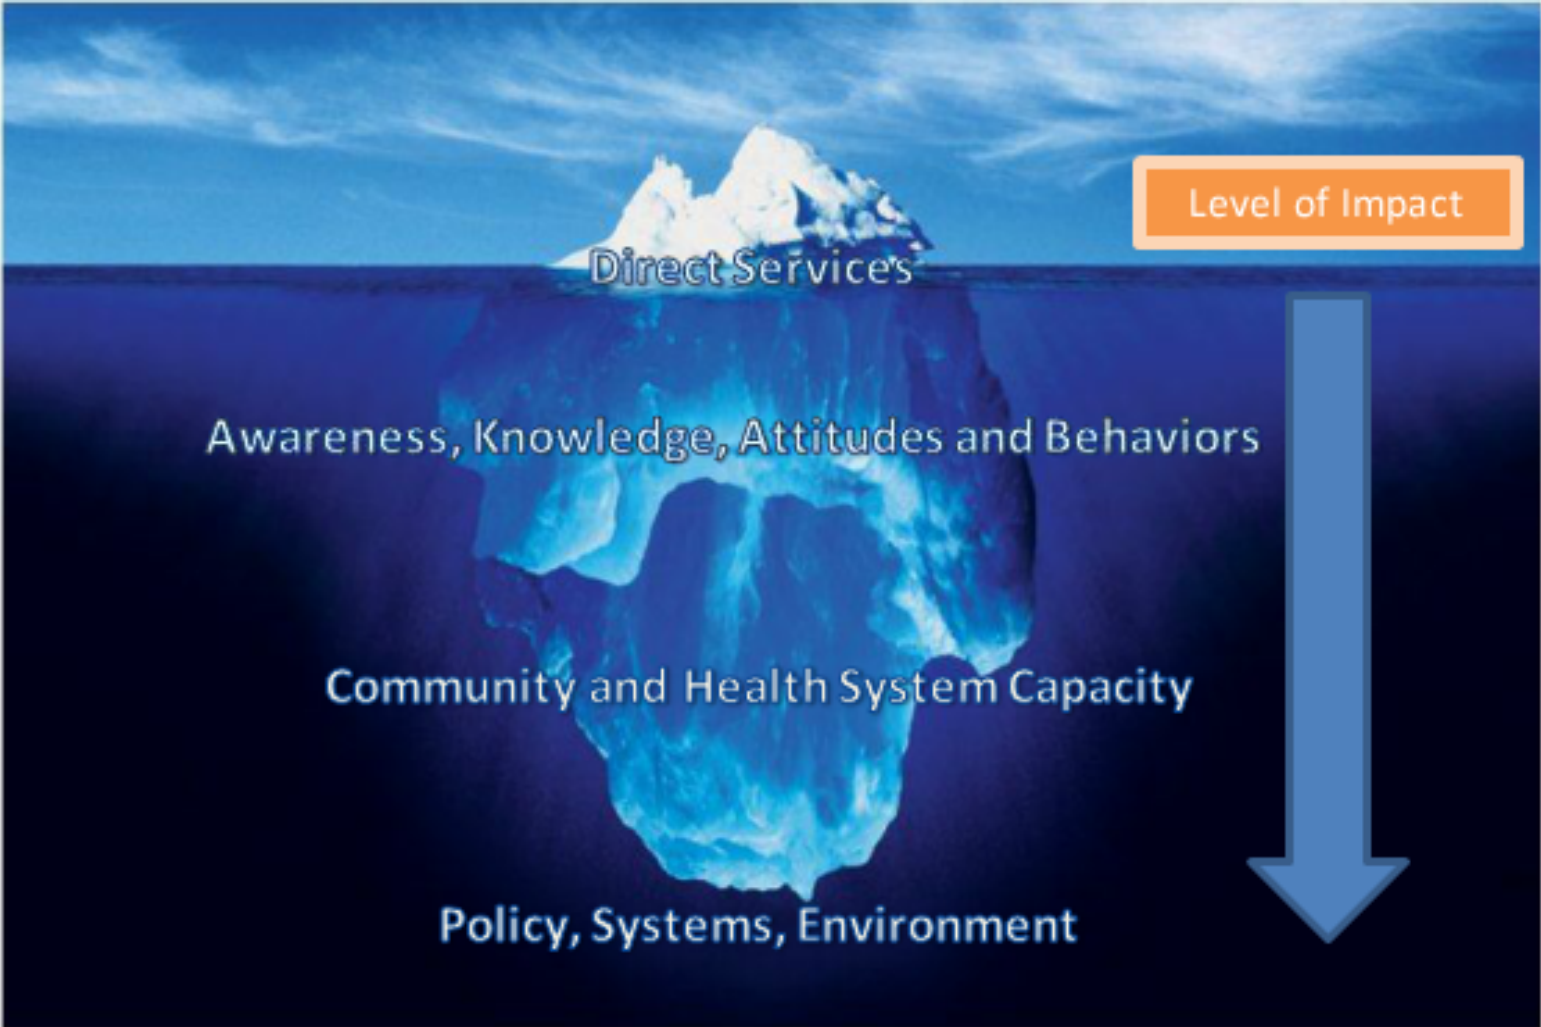 Level of Impact
Direct Services
Awareness, Knowledge, Attitudes and Behaviors
Community and Health System Capacity
Policy, Systems, Environment